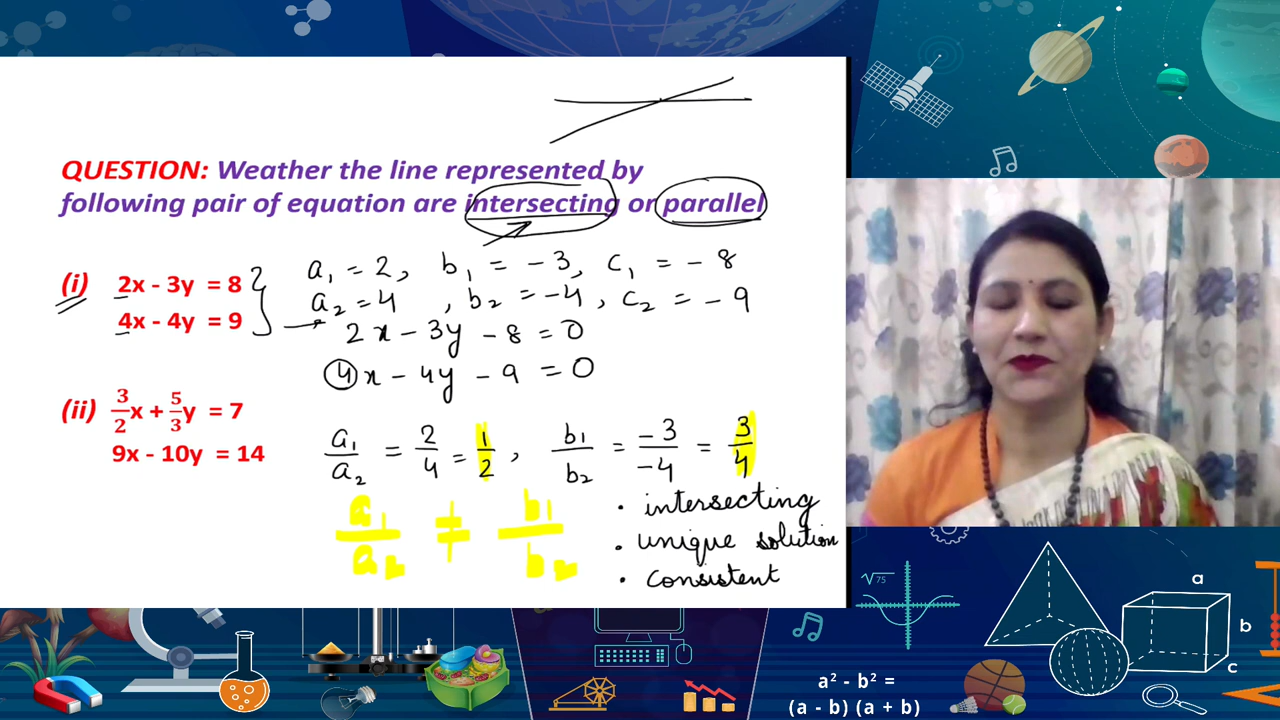 QUESTION: Weather the line represented by
following pair of equation are intersecting or parallel
(i) 2x - 3y = 8
4x - 4y = 9
a₁ = 2, b₁ = -3, c₁ = -8
a₂ = 4, b₂ = -4, c₂ = -9
2x - 3y - 8 = 0
4x - 4y - 9 = 0
(ii) 3/2x + 5/3y = 7
9x - 10y = 14
a₁/a₂ = 2/4 = 1/2, b₁/b₂ = -3/-4 = 3/4
a₁/a₂ ≠ b₁/b₂
· intersecting
· unique solution
· consistent
√75
a
b
c
a² - b² =
(a - b) (a + b)